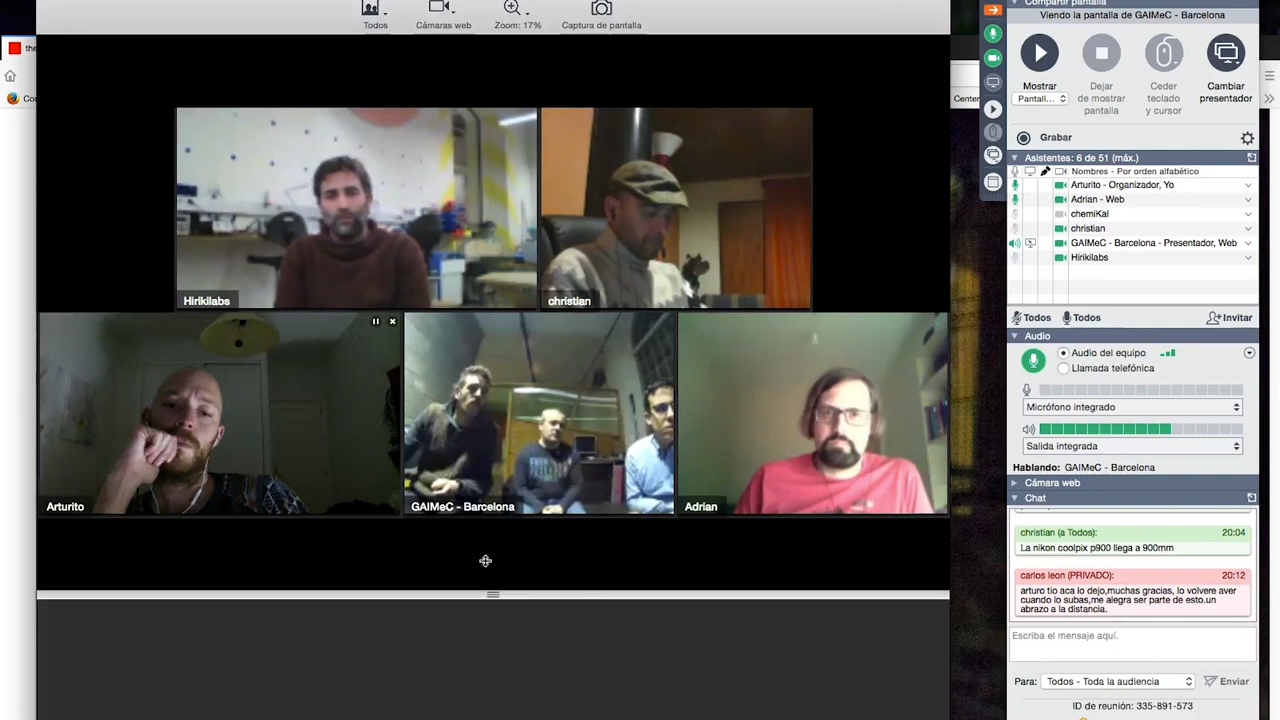 Todos
Cámaras web
Zoom: 17%
Captura de pantalla
the
Cor
Center
Hirikilabs
christian
Arturito
GAIMeC - Barcelona
Adrian
Compartir pantalla
Viendo la pantalla de GAIMeC - Barcelona
Mostrar
Pantall...
Dejar de mostrar pantalla
Ceder teclado y cursor
Cambiar presentador
Grabar
Asistentes: 6 de 51 (máx.)
Nombres - Por orden alfabético
Arturito - Organizador, Yo
Adrian - Web
chemiKal
christian
GAIMeC - Barcelona - Presentador, Web
Hirikilabs
Todos
Todos
Invitar
Audio
Audio del equipo
Llamada telefónica
Micrófono integrado
Salida integrada
Hablando: GAIMeC - Barcelona
Cámara web
Chat
christian (a Todos): 20:04
La nikon coolpix p900 llega a 900mm
carlos leon (PRIVADO): 20:12
arturo tio aca lo dejo,muchas gracias, lo volvere aver
cuando lo subas,me alegra ser parte de esto.un
abrazo a la distancia.
Escriba el mensaje aquí.
Para: Todos - Toda la audiencia
Enviar
ID de reunión: 335-891-573